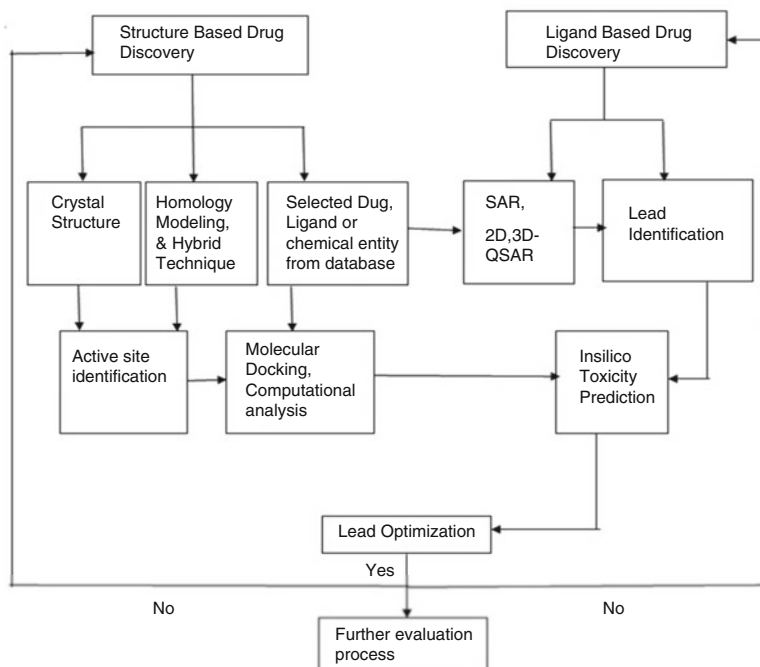 Structure Based Drug
Discovery
Ligand Based Drug
Discovery
Crystal
Structure
Homology
Modeling,
& Hybrid
Technique
Selected Dug,
Ligand or
chemical entity
from database
SAR,
2D,3D-
QSAR
Lead
Identification
Active site
identification
Molecular
Docking,
Computational
analysis
Insilico
Toxicity
Prediction
Lead Optimization
Yes
No
No
Further evaluation
process